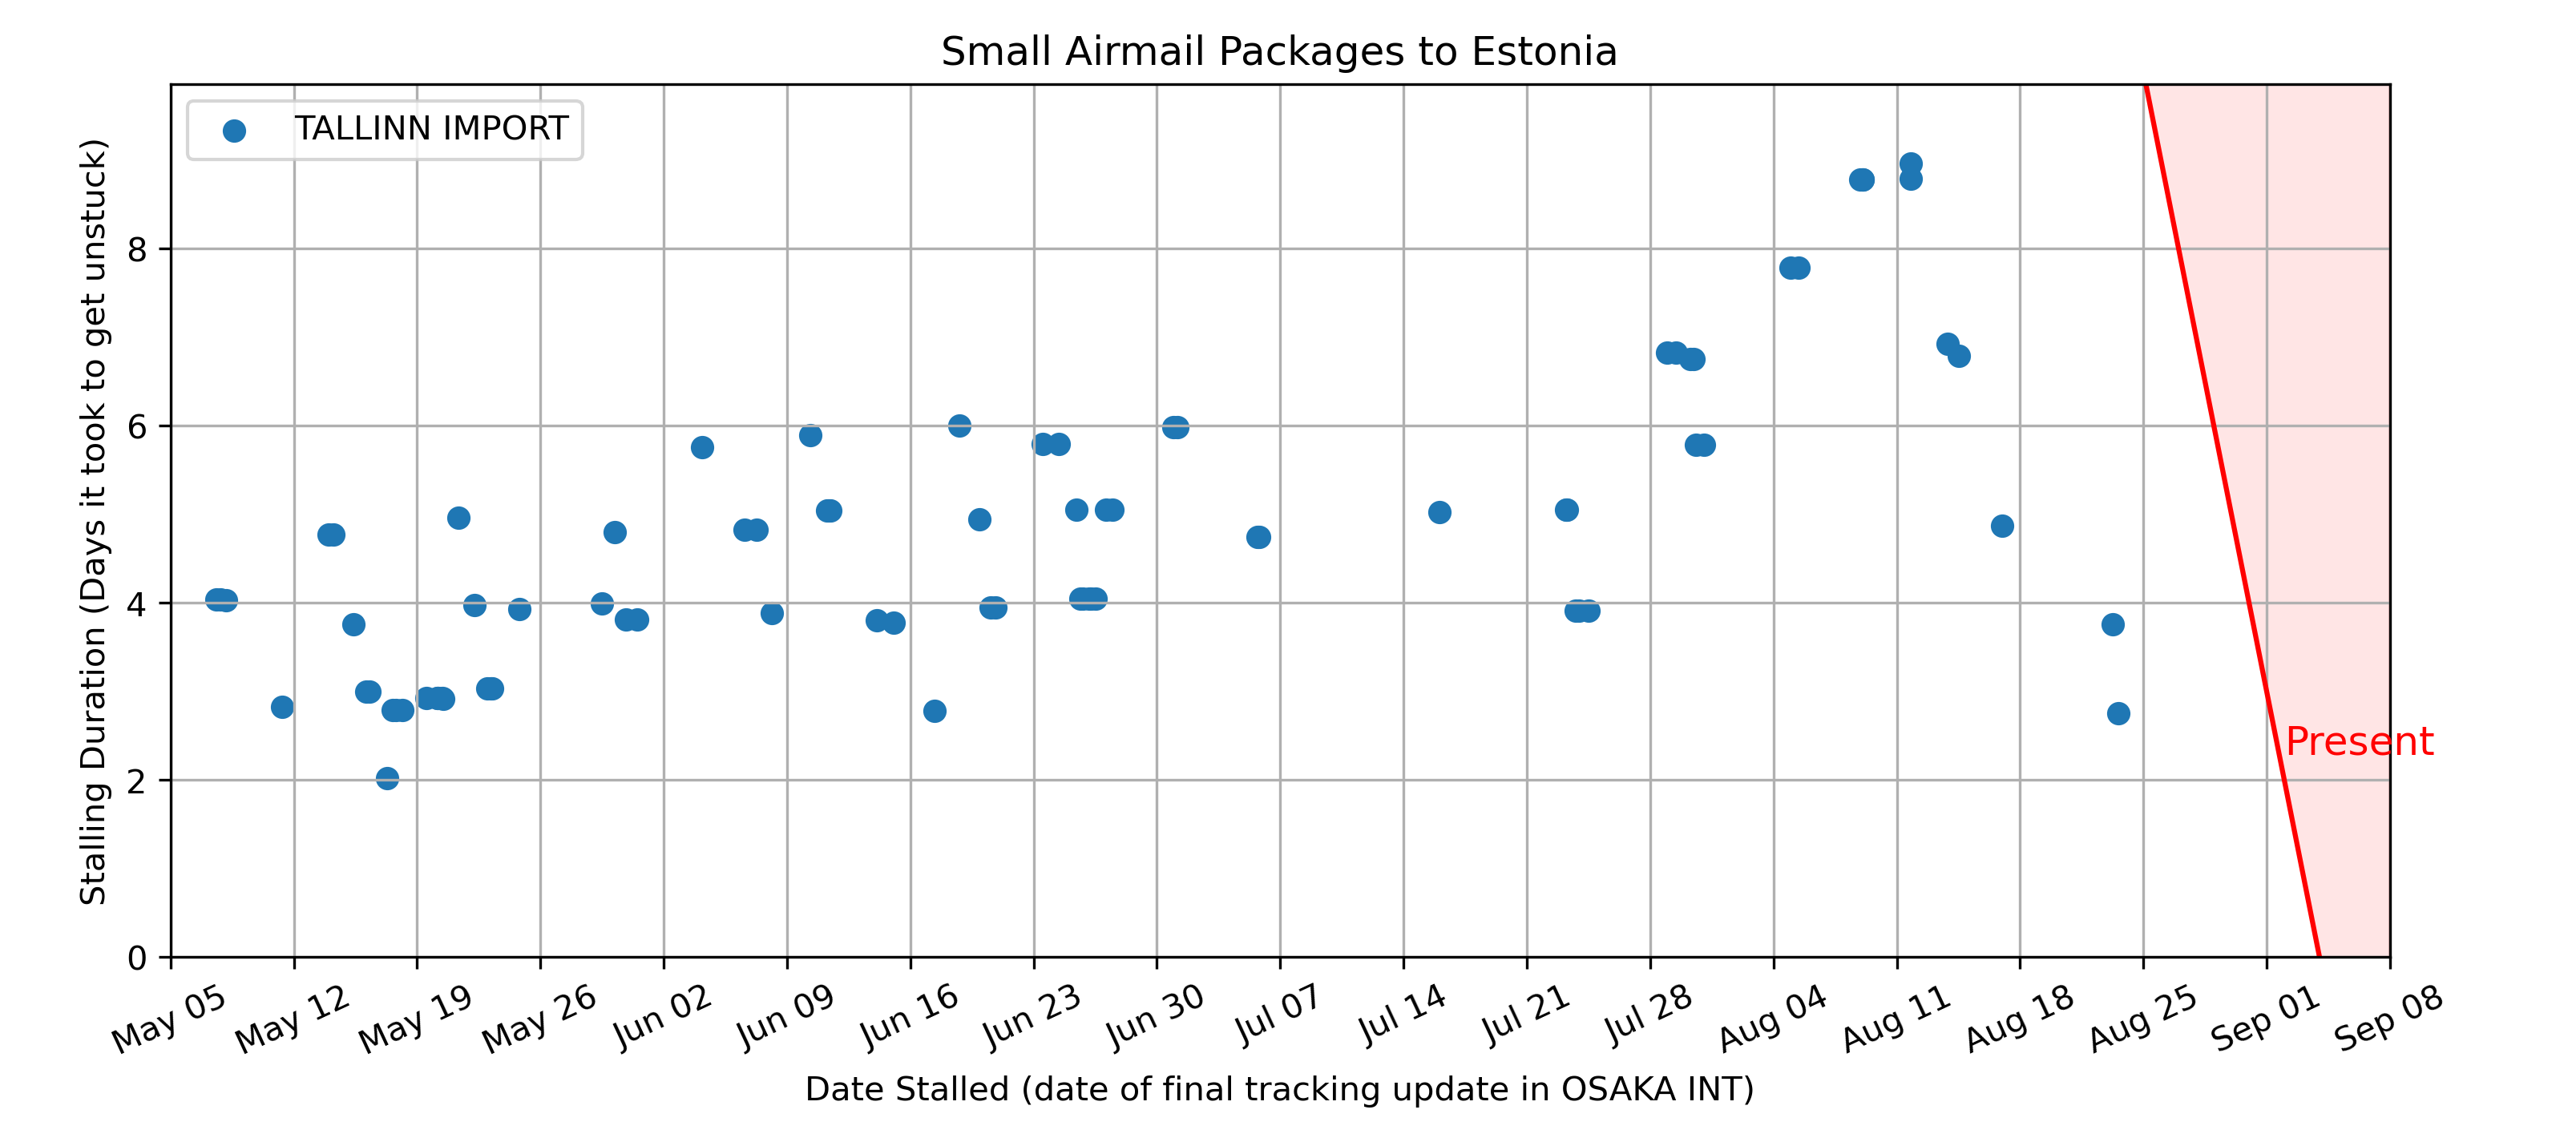 Small Airmail Packages to Estonia
TALLINN IMPORT
Stalling Duration (Days it took to get unstuck)
8
6
4
2
0
Present
May 05
May 12
May 19
May 26
Jun 02
Jun 09
Jun 16
Jun 23
Jun 30
Jul 07
Jul 14
Jul 21
Jul 28
Aug 04
Aug 11
Aug 18
Aug 25
Sep 01
Sep 08
Date Stalled (date of final tracking update in OSAKA INT)